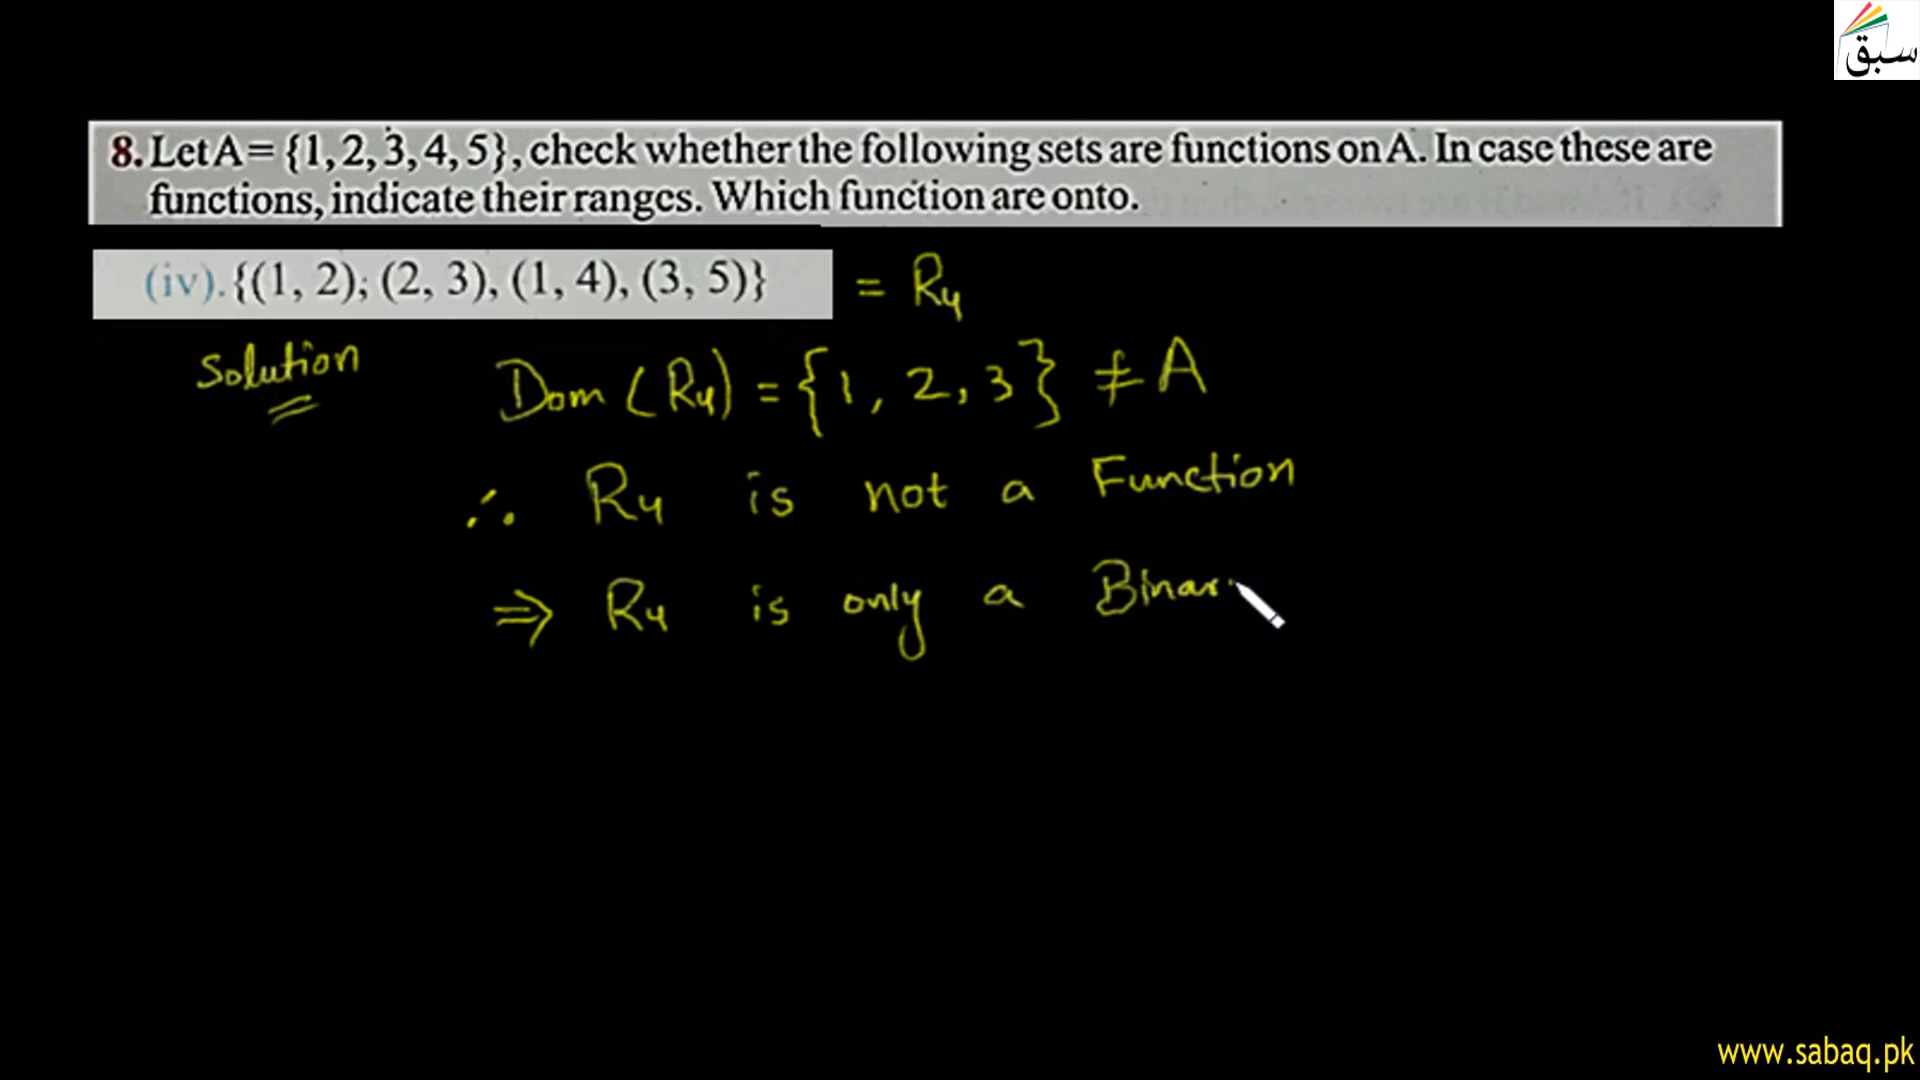 سبق
8. Let A = {1, 2, 3, 4, 5}, check whether the following sets are functions on A. In case these are
functions, indicate their ranges. Which function are onto.
(iv). {(1, 2); (2, 3), (1, 4), (3, 5)} = R₄
Solution
Dom (R₄) = {1, 2, 3} ≠ A
∴ R₄ is not a Function
⇒ R₄ is only a Binar
www.sabaq.pk